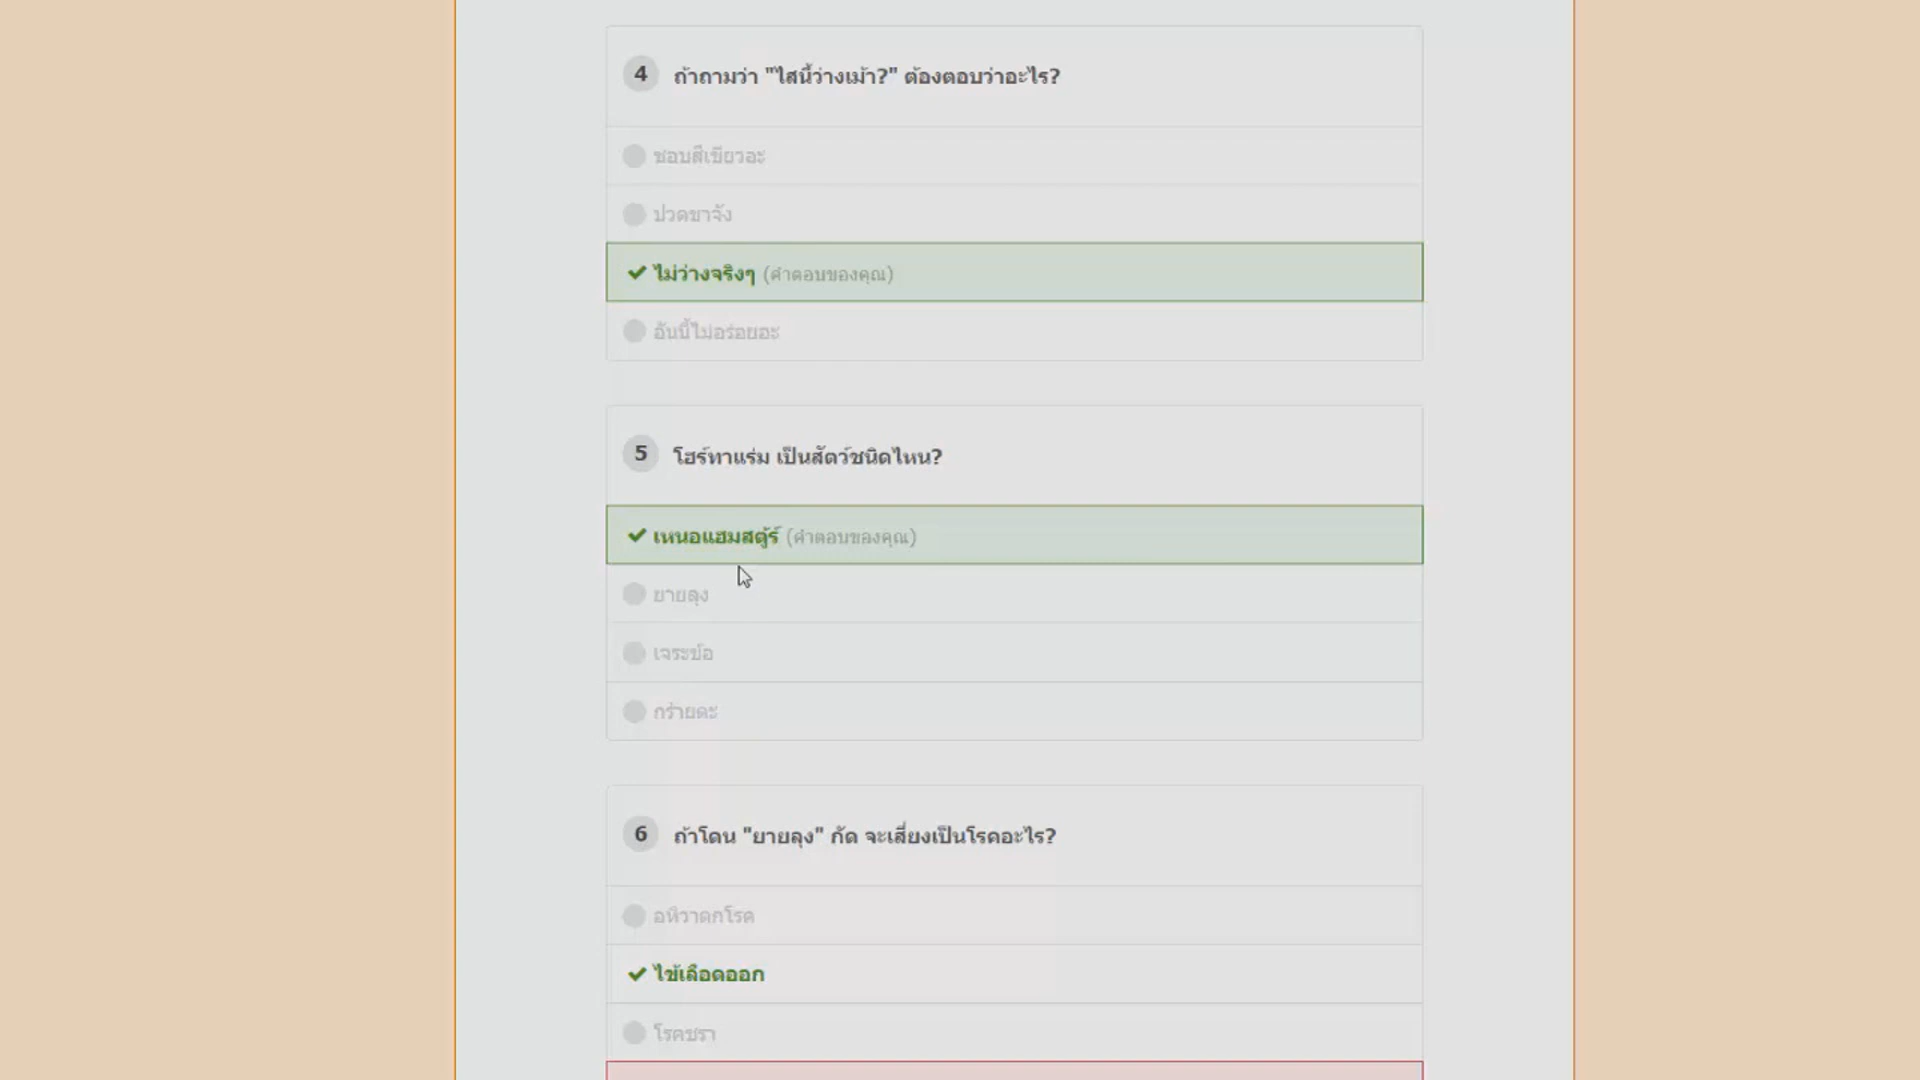 4 ถ้าถามว่า "ไสนี้ว่างเม้า?" ต้องตอบว่าอะไร?
ชอบสีเขียวอะ
ปวดขาจัง
ไม่ว่างจริงๆ (คำตอบของคุณ)
อันนี้ไม่อร่อยอะ
5 โฮร์ทาแร่ม เป็นสัตว์ชนิดไหน?
เหนอแฮมสตู้ร์ (คำตอบของคุณ)
ยายลุง
เจระข้อ
กร๋ายดะ
6 ถ้าโดน "ยายลุง" กัด จะเสี่ยงเป็นโรคอะไร?
อหิวาตกโรค
ไข้เลือดออก
โรคชรา